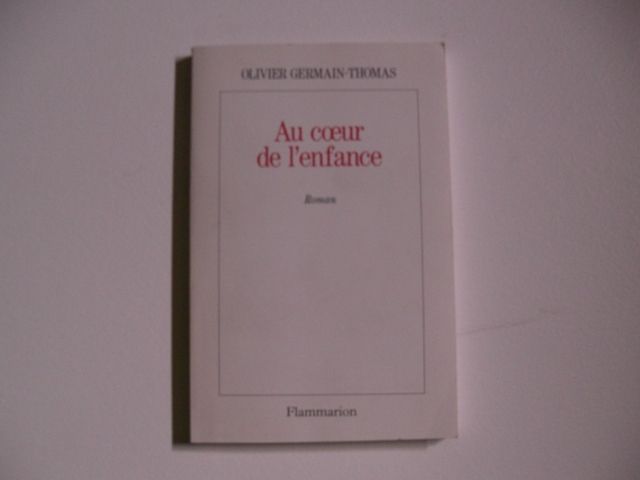 OLIVIER GERMAIN-THOMAS
Au cœur
de l'enfance
Roman
Flammarion